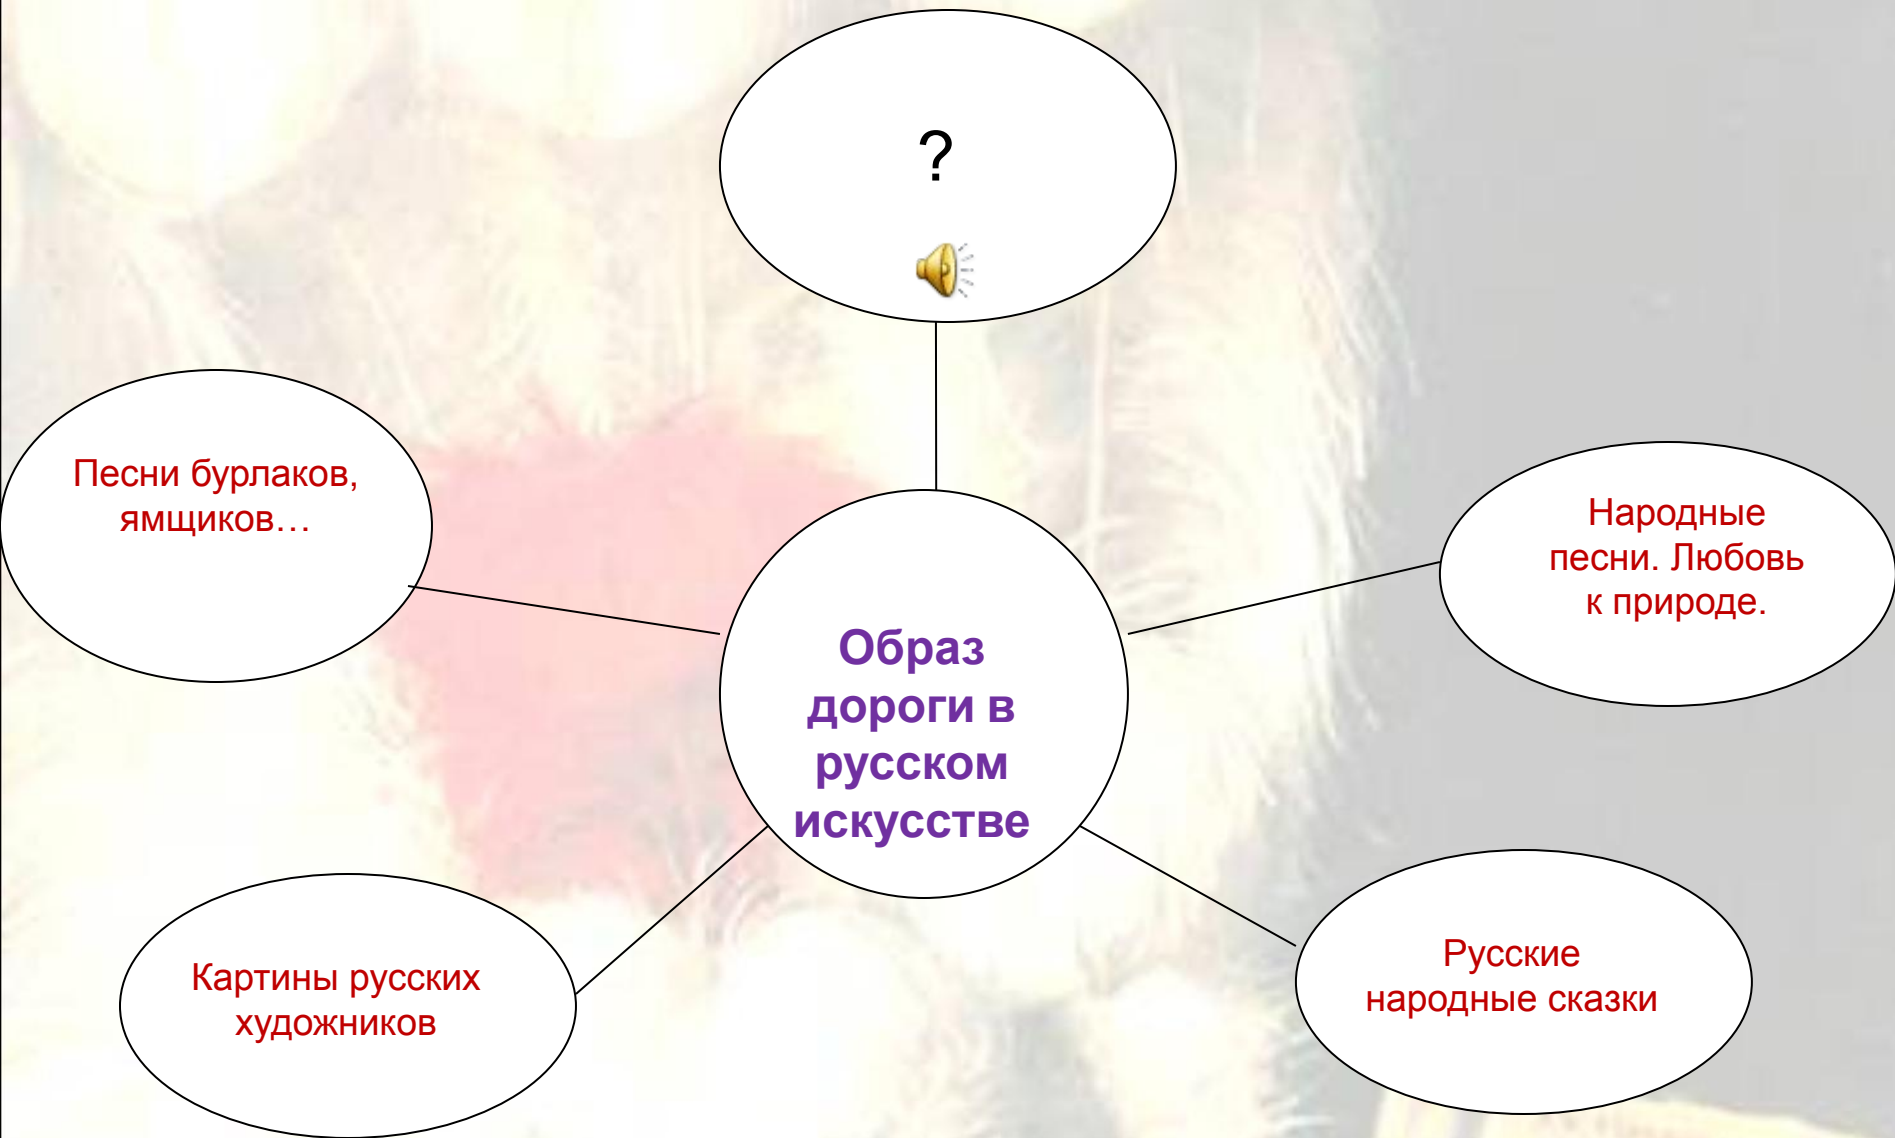 ?
Песни бурлаков,
ямщиков…
Народные
песни. Любовь
к природе.
Образ
дороги в
русском
искусстве
Картины русских
художников
Русские
народные сказки